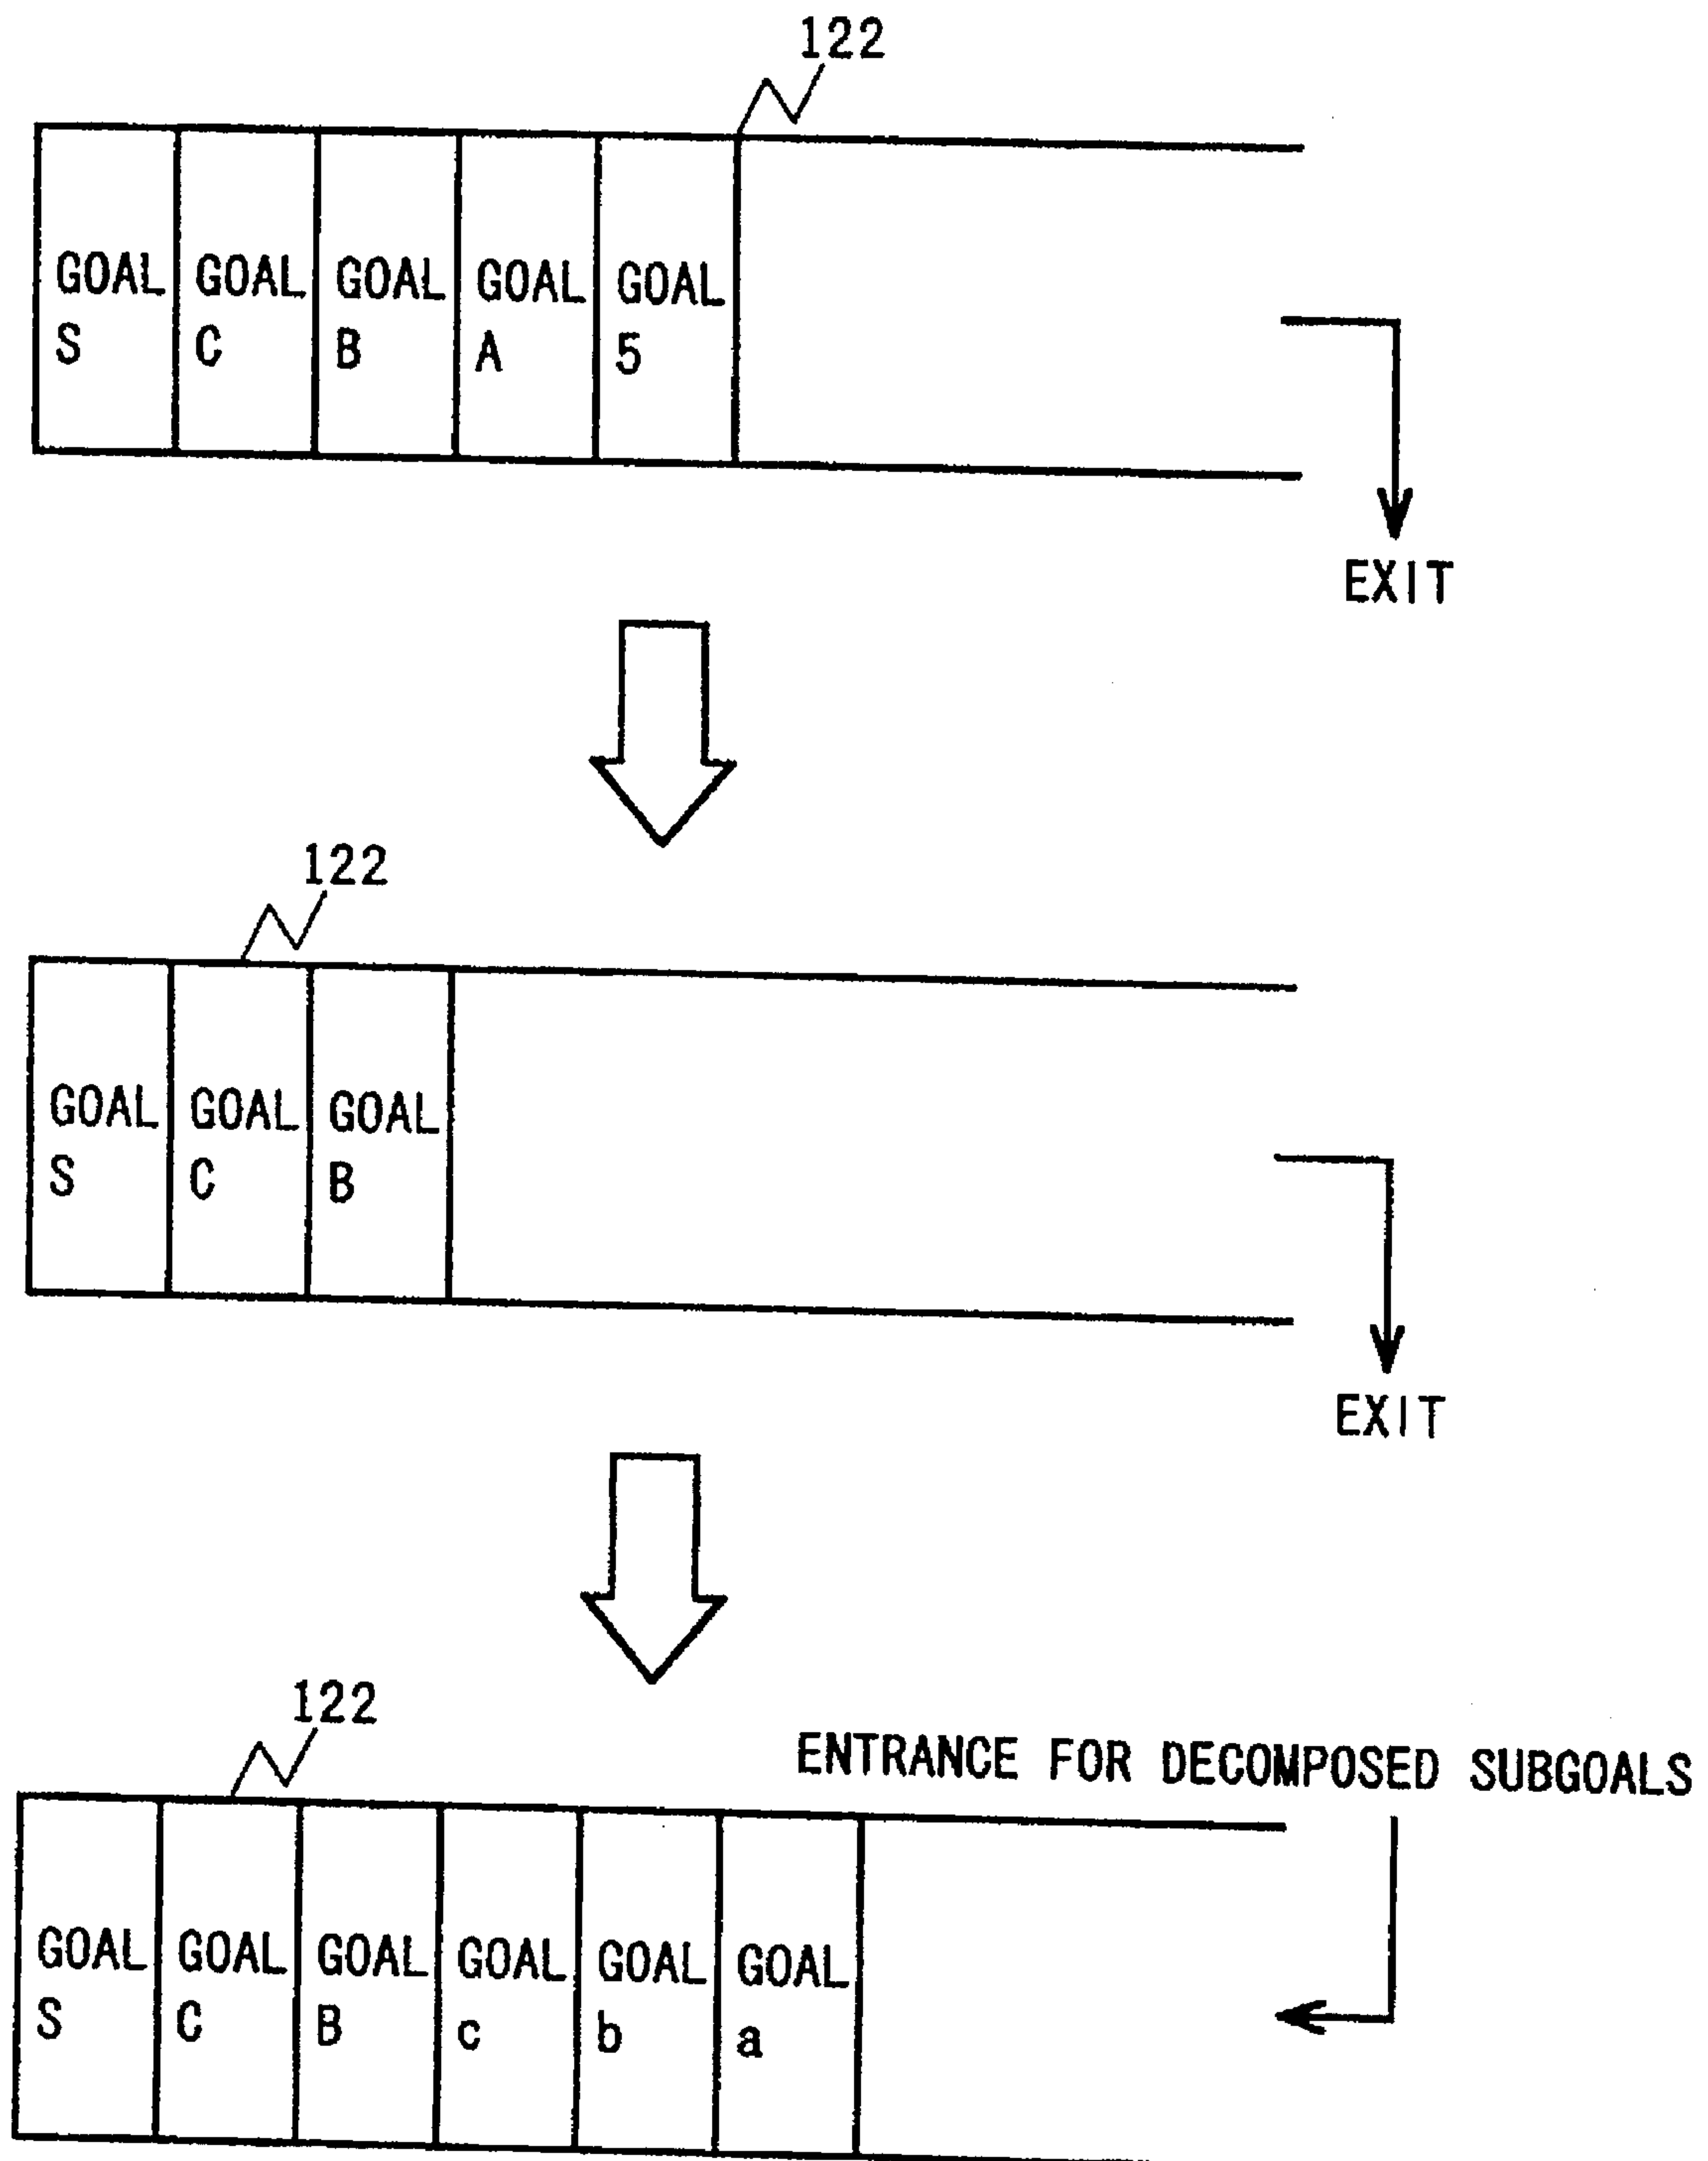 122
GOAL S
GOAL C
GOAL B
GOAL A
GOAL 5
EXIT
122
GOAL S
GOAL C
GOAL B
EXIT
122
ENTRANCE FOR DECOMPOSED SUBGOALS
GOAL S
GOAL C
GOAL B
GOAL c
GOAL b
GOAL a